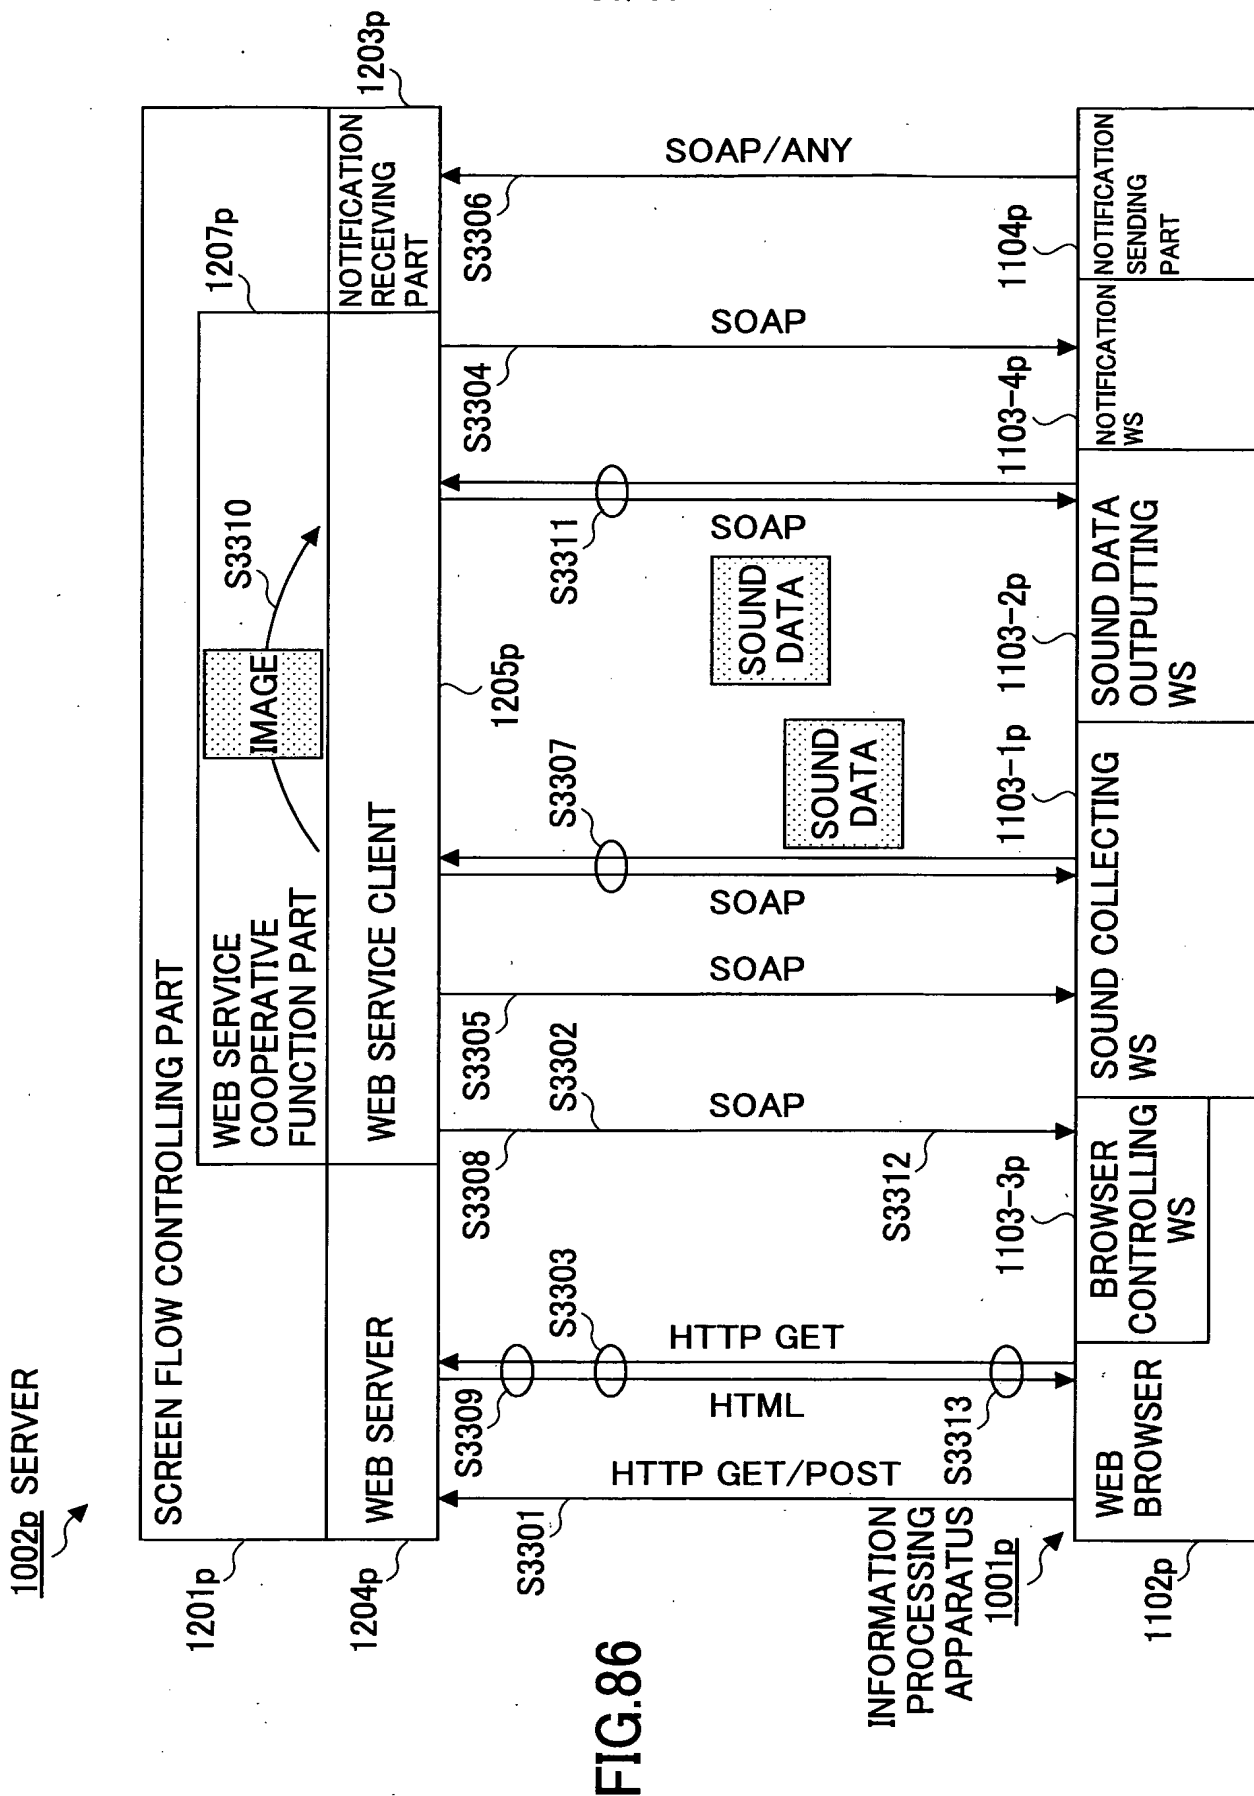 FIG.86
1002p SERVER
1201p
SCREEN FLOW CONTROLLING PART
1207p
WEB SERVICE
COOPERATIVE
FUNCTION PART
IMAGE
S3310
1204p
WEB SERVER
WEB SERVICE CLIENT
1205p
NOTIFICATION
RECEIVING
PART
1203p
S3301
HTTP GET/POST
S3309
S3303
HTTP GET
HTML
S3313
S3308
S3302
SOAP
S3312
S3305
SOAP
S3307
SOAP
SOUND
DATA
SOUND
DATA
S3311
SOAP
S3304
SOAP
S3306
SOAP/ANY
INFORMATION
PROCESSING
APPARATUS
1001p
1102p
WEB
BROWSER
1103-3p
BROWSER
CONTROLLING
WS
1103-1p
SOUND COLLECTING
WS
1103-2p
SOUND DATA
OUTPUTTING
WS
1103-4p
NOTIFICATION
WS
1104p
NOTIFICATION
SENDING
PART